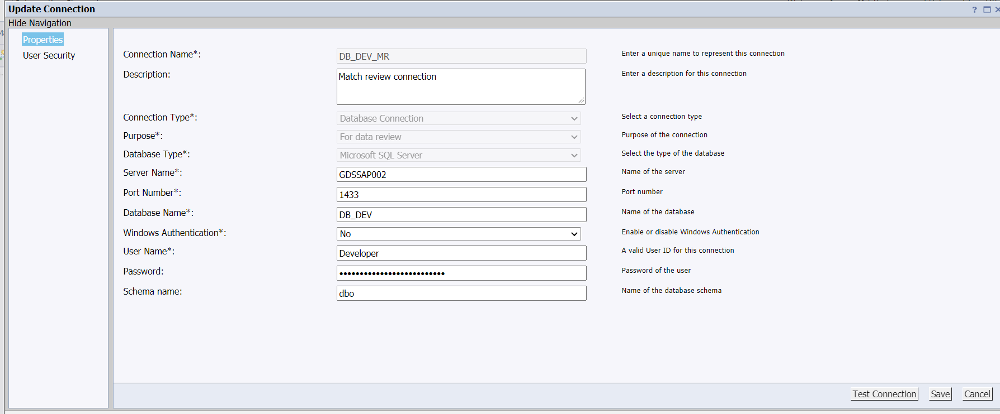 Update Connection
?
Hide Navigation
Properties
User Security
Connection Name*: DB_DEV_MR Enter a unique name to represent this connection
Description: Match review connection Enter a description for this connection
Connection Type*: Database Connection Select a connection type
Purpose*: For data review Purpose of the connection
Database Type*: Microsoft SQL Server Select the type of the database
Server Name*: GDSSAP002 Name of the server
Port Number*: 1433 Port number
Database Name*: DB_DEV Name of the database
Windows Authentication*: No Enable or disable Windows Authentication
User Name*: Developer A valid User ID for this connection
Password: •••••••••••••••••••••••••• Password of the user
Schema name: dbo Name of the database schema
Test Connection Save Cancel